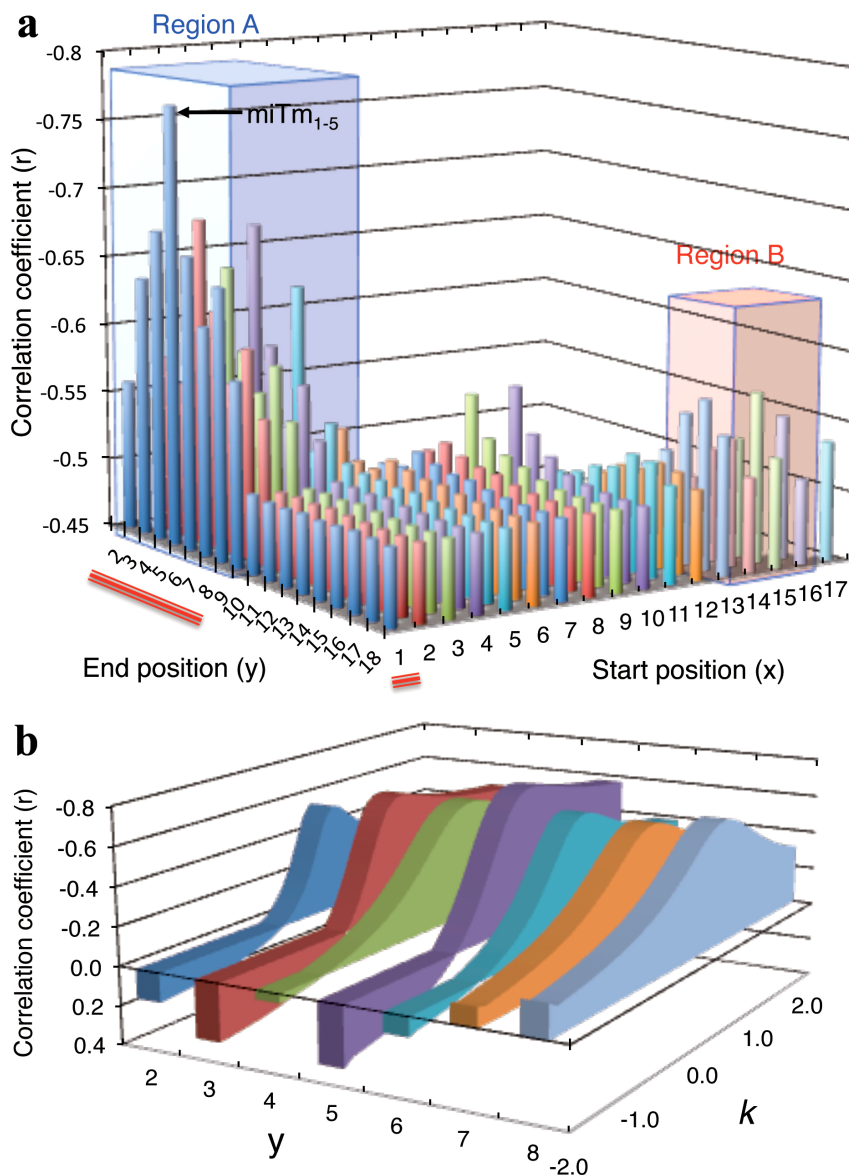 a
Region A
-0.8
-0.75
miTm1-5
-0.7
-0.65
Region B
-0.6
-0.55
-0.5
-0.45
Correlation coefficient (r)
2
3
4
5
6
7
8
9
10
11
12
13
14
15
16
17
18
End position (y)
1 2 3 4 5 6 7 8 9 10 11 12 13 14 15 16 17
Start position (x)
b
Correlation coefficient (r)
-0.8
-0.6
-0.4
-0.2
0.0
0.2
0.4
2 3 4 5 6 7 8
y
-2.0
-1.0
0.0
1.0
2.0
k